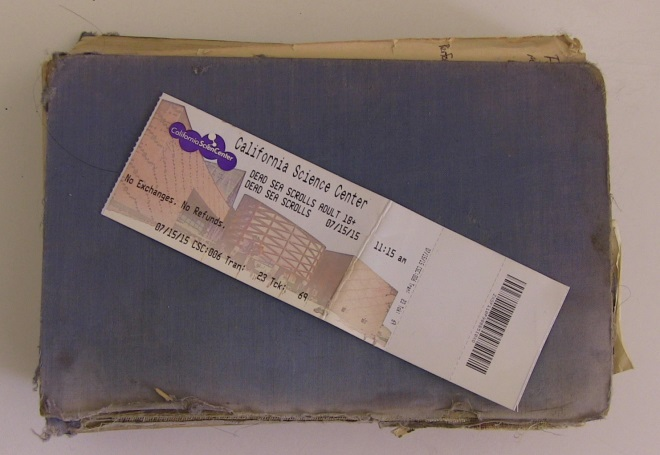 California ScienCenter
California Science Center
DEAD SEA SCROLLS ADULT 18+
DEAD SEA SCROLLS 07/15/15
11:15 am
No Exchanges. No Refunds.
07/15/15 CSC:006 Tran: 23 Tck: 69